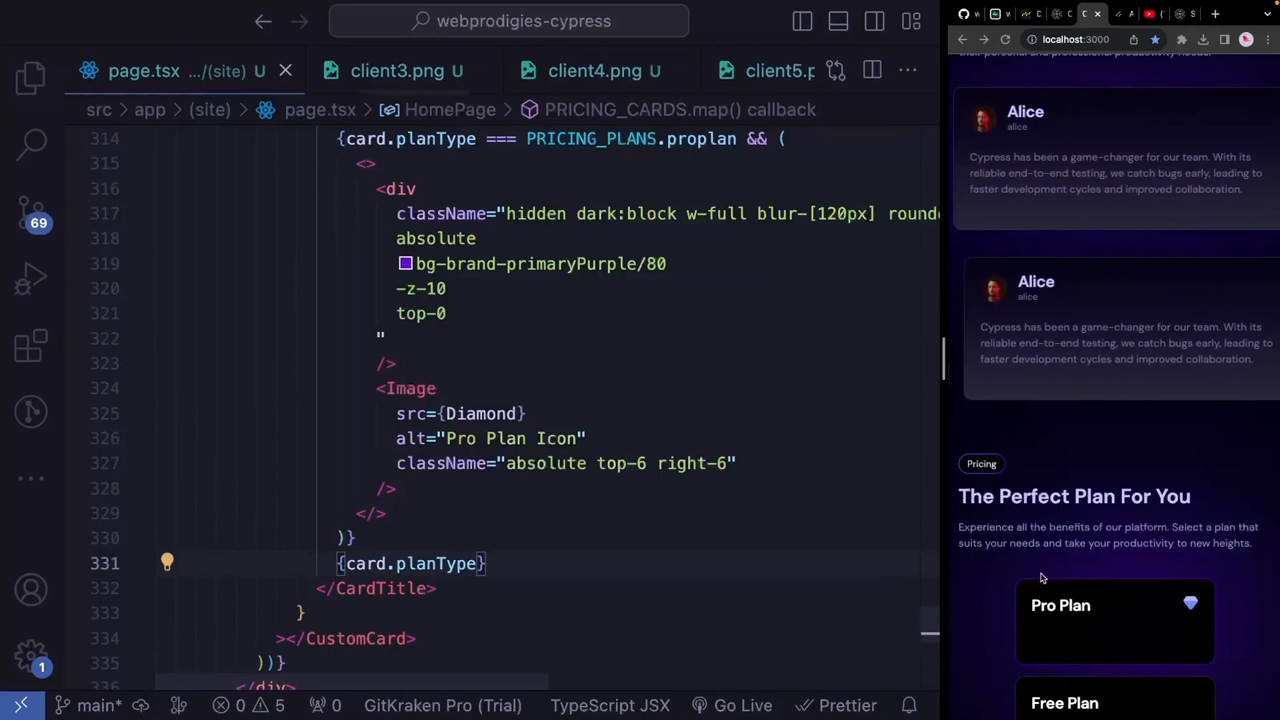 webprodigies-cypress
page.tsx .../(site) U
client3.png U
client4.png U
client5.p
src > app > (site) > page.tsx > HomePage > PRICING_CARDS.map() callback
314 {card.planType === PRICING_PLANS.proplan && (
315 <>
316 <div
317 className="hidden dark:block w-full blur-[120px] rounde
318 absolute
319 bg-brand-primaryPurple/80
320 -z-10
321 top-0
322 "
323 />
324 <Image
325 src={Diamond}
326 alt="Pro Plan Icon"
327 className="absolute top-6 right-6"
328 />
329 </>
330 )}
331 {card.planType}
332 </CardTitle>
333 }
334 ></CustomCard>
335 ))}
336 </div>
69
1
main*
0 5
0
GitKraken Pro (Trial)
TypeScript JSX
Go Live
Prettier
localhost:3000
their personal and professional productivity needs.
Alice
alice
Cypress has been a game-changer for our team. With its
reliable end-to-end testing, we catch bugs early, leading to
faster development cycles and improved collaboration.
Alice
alice
Cypress has been a game-changer for our team. With its
reliable end-to-end testing, we catch bugs early, leading to
faster development cycles and improved collaboration.
Pricing
The Perfect Plan For You
Experience all the benefits of our platform. Select a plan that
suits your needs and take your productivity to new heights.
Pro Plan
Free Plan